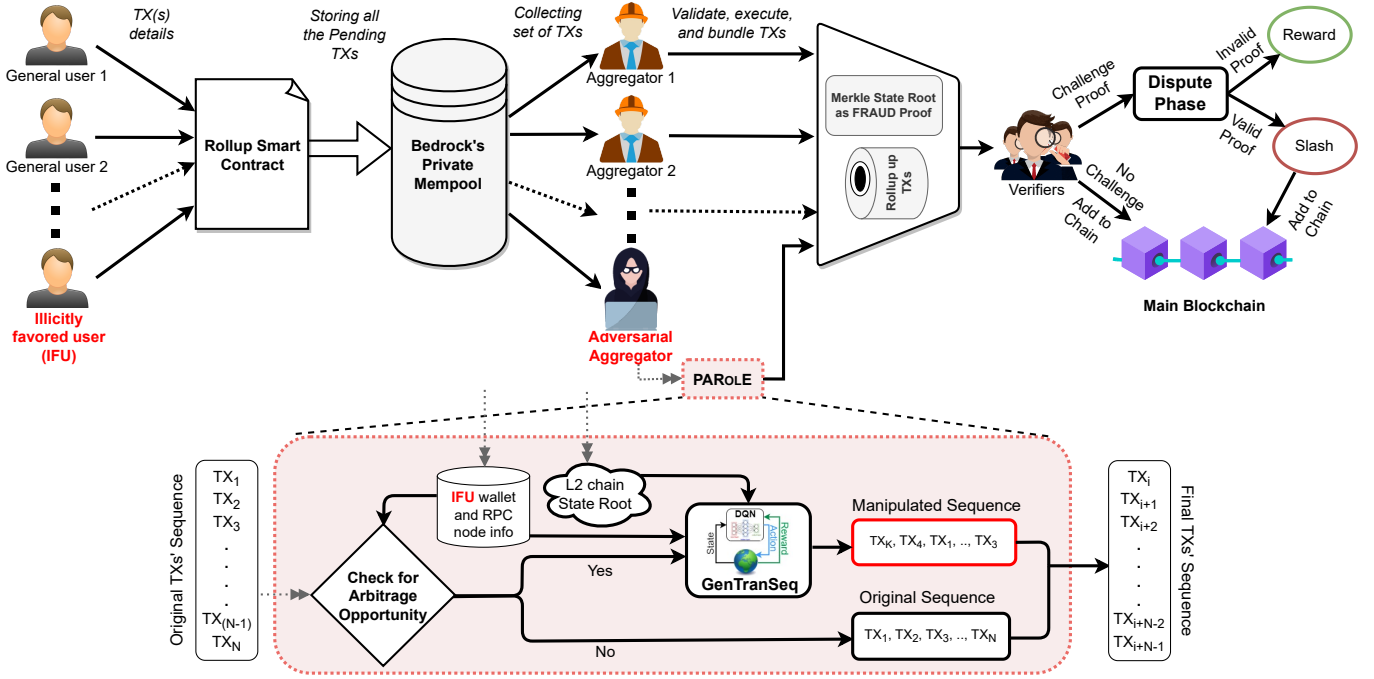 TX(s)
details
Storing all
the Pending
TXs
Collecting
set of TXs
Validate, execute,
and bundle TXs
General user 1
General user 2
Illicitly
favored user
(IFU)
Rollup Smart
Contract
Bedrock's
Private
Mempool
Aggregator 1
Aggregator 2
Adversarial
Aggregator
PAROLE
Merkle State Root
as FRAUD Proof
Rollup up
TXs
Verifiers
Challenge
Proof
Dispute
Phase
Invalid
Proof
Reward
Valid
Proof
Slash
No
Challenge
Add to
Chain
Add to
Chain
Main Blockchain
Original TXs' Sequence
TX1
TX2
TX3
.
.
.
.
TX(N-1)
TXN
Check for
Arbitrage
Opportunity
IFU wallet
and RPC
node info
L2 chain
State Root
Yes
No
DQN
State
Action
Reward
GenTranSeq
Manipulated Sequence
TXK, TX4, TX1, .., TX3
Original Sequence
TX1, TX2, TX3, .., TXN
TXi
TXi+1
TXi+2
.
.
.
.
TXi+N-2
TXi+N-1
Final TXs' Sequence